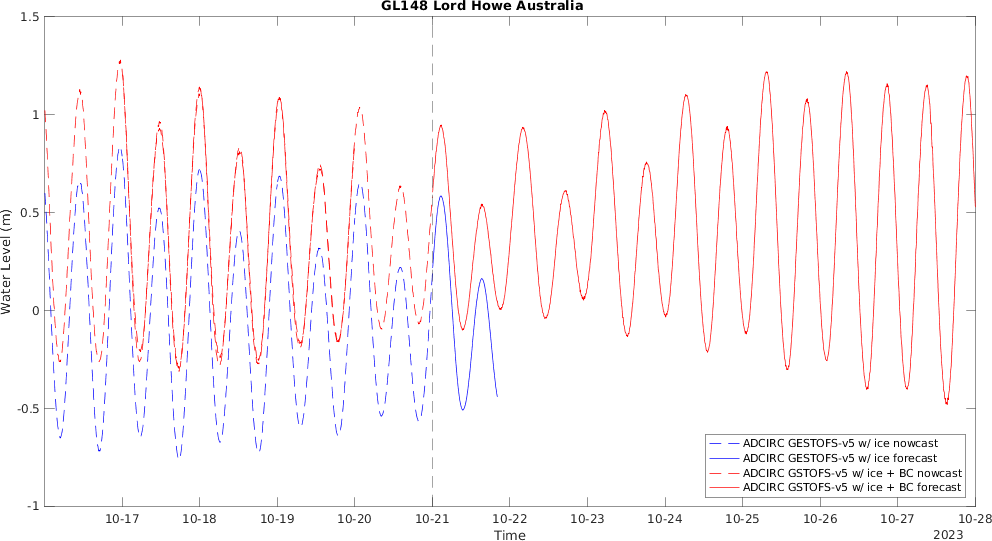 GL148 Lord Howe Australia
Water Level (m)
1.5
1
0.5
0
-0.5
-1
10-17
10-18
10-19
10-20
10-21
10-22
10-23
10-24
10-25
10-26
10-27
10-28
2023
Time
ADCIRC GESTOFS-v5 w/ ice nowcast
ADCIRC GESTOFS-v5 w/ ice forecast
ADCIRC GSTOFS-v5 w/ ice + BC nowcast
ADCIRC GSTOFS-v5 w/ ice + BC forecast